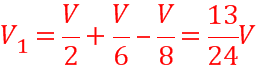 V₁ = V/2 + V/6 − V/8 = 13/24 V